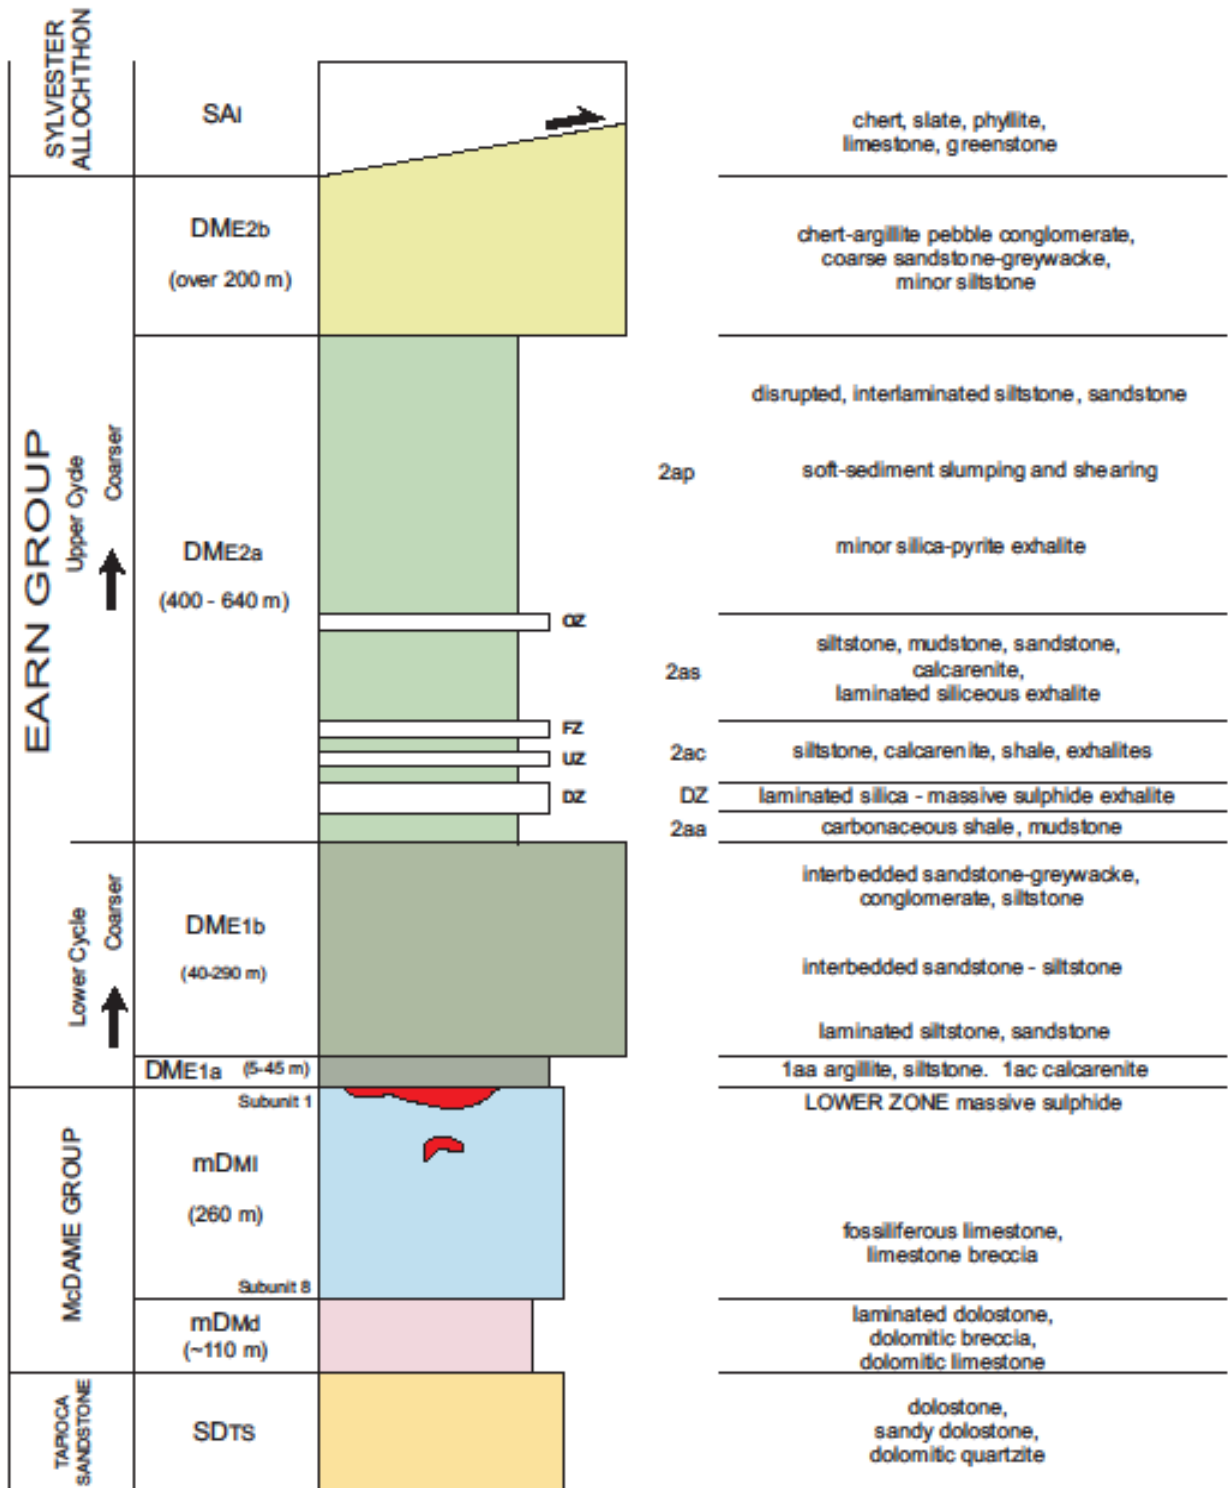 SYLVESTER
ALLOCHTHON
SAI
chert, slate, phyllite,
limestone, greenstone
EARN GROUP
Upper Cycle
Coarser
DME2b
(over 200 m)
chert-argillite pebble conglomerate,
coarse sandstone-greywacke,
minor siltstone
DME2a
(400 - 640 m)
2ap
disrupted, interlaminated siltstone, sandstone
soft-sediment slumping and shearing
minor silica-pyrite exhalite
OZ
2as
siltstone, mudstone, sandstone,
calcarenite,
laminated siliceous exhalite
FZ
UZ
2ac
siltstone, calcarenite, shale, exhalites
DZ
DZ
laminated silica - massive sulphide exhalite
2aa
carbonaceous shale, mudstone
Lower Cycle
Coarser
DME1b
(40-290 m)
interbedded sandstone-greywacke,
conglomerate, siltstone
interbedded sandstone - siltstone
laminated siltstone, sandstone
DME1a (5-45 m)
1aa argillite, siltstone. 1ac calcarenite
McDAME GROUP
Subunit 1
LOWER ZONE massive sulphide
mDMl
(260 m)
fossiliferous limestone,
limestone breccia
Subunit 8
mDMd
(~110 m)
laminated dolostone,
dolomitic breccia,
dolomitic limestone
TAPIOCA
SANDSTONE
SDTS
dolostone,
sandy dolostone,
dolomitic quartzite